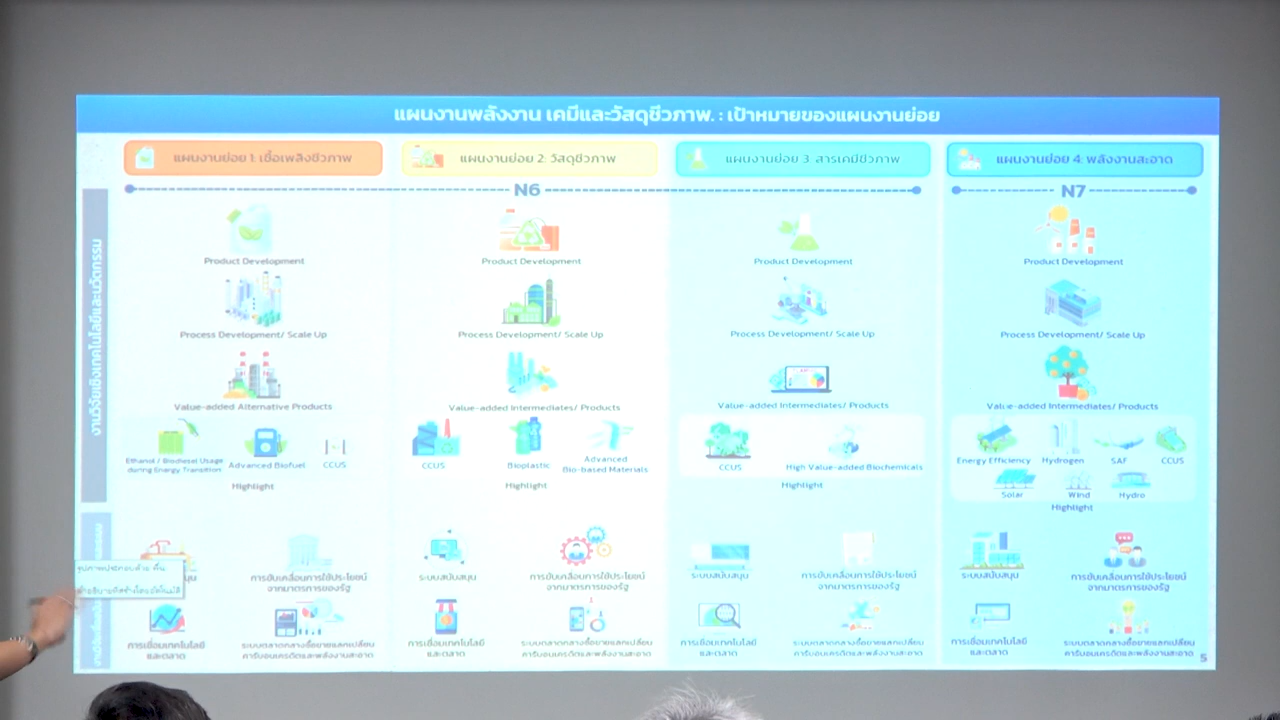 แผนงานพลังงาน เคมีและวัสดุชีวภาพ. : เป้าหมายของแผนงานย่อย
แผนงานย่อย 1: เชื้อเพลิงชีวภาพ
แผนงานย่อย 2: วัสดุชีวภาพ
แผนงานย่อย 3 สารเคมีชีวภาพ
แผนงานย่อย 4: พลังงานสะอาด
N6
N7
งานวิจัยเชิงเทคโนโลยีและนวัตกรรม
Product Development
Process Development/ Scale Up
Value-added Alternative Products
Ethanol / Biodiesel Usage
during Energy Transition
Advanced Biofuel
CCUS
Highlight
Product Development
Process Development/ Scale Up
Value-added Intermediates/ Products
CCUS
Bioplastic
Advanced
Bio-based Materials
Highlight
Product Development
Process Development/ Scale Up
Value-added Intermediates/ Products
CCUS
High Value-added Biochemicals
Highlight
Product Development
Process Development/ Scale Up
Value-added Intermediates/ Products
Energy Efficiency
Hydrogen
SAF
CCUS
Solar
Wind
Hydro
Highlight
การขับเคลื่อนการใช้ประโยชน์
จากมาตรการของรัฐ
การเชื่อมเทคโนโลยี
และตลาด
ระบบตลาดกลางซื้อขายแลกเปลี่ยน
คาร์บอนเครดิตและพลังงานสะอาด
ระบบสนับสนุน
การขับเคลื่อนการใช้ประโยชน์
จากมาตรการของรัฐ
การเชื่อมเทคโนโลยี
และตลาด
ระบบตลาดกลางซื้อขายแลกเปลี่ยน
คาร์บอนเครดิตและพลังงานสะอาด
ระบบสนับสนุน
การขับเคลื่อนการใช้ประโยชน์
จากมาตรการของรัฐ
การเชื่อมเทคโนโลยี
และตลาด
ระบบตลาดกลางซื้อขายแลกเปลี่ยน
คาร์บอนเครดิตและพลังงานสะอาด
ระบบสนับสนุน
การขับเคลื่อนการใช้ประโยชน์
จากมาตรการของรัฐ
การเชื่อมเทคโนโลยี
และตลาด
ระบบตลาดกลางซื้อขายแลกเปลี่ยน
คาร์บอนเครดิตและพลังงานสะอาด
5